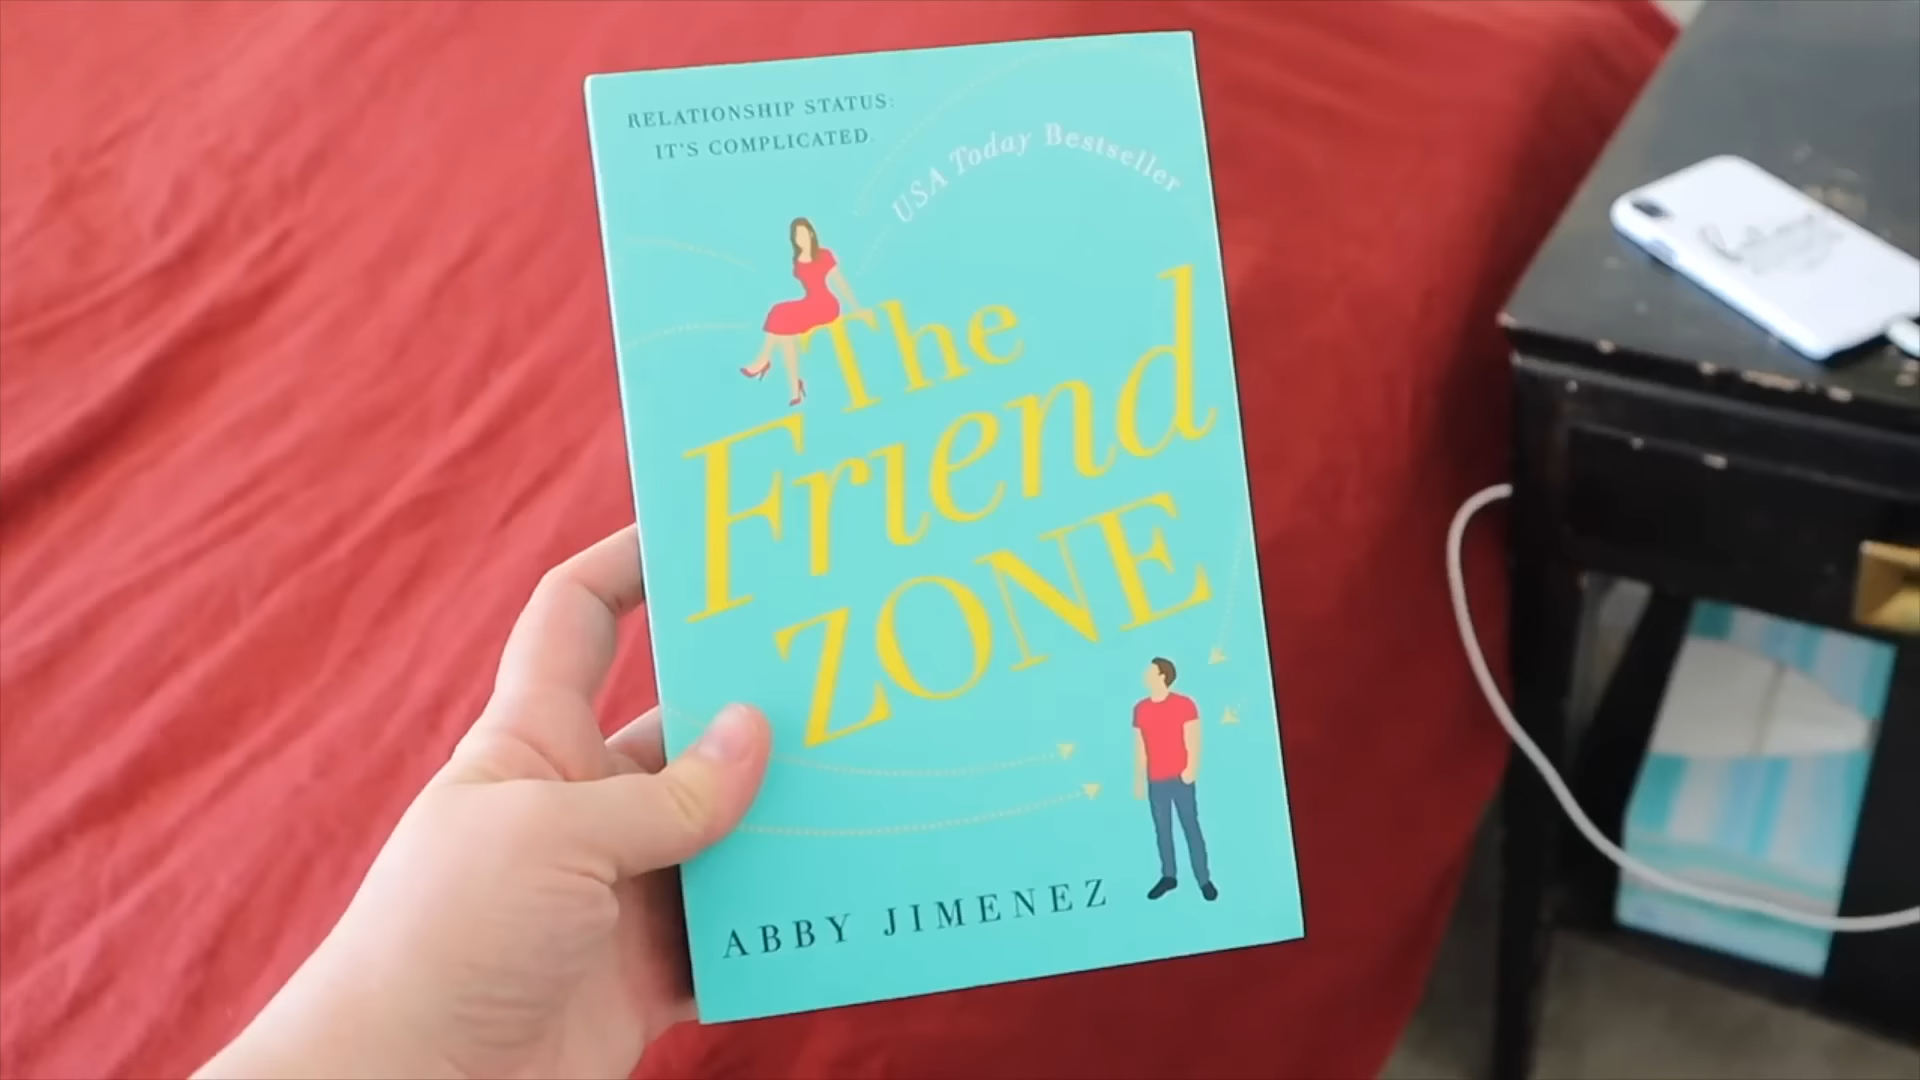 RELATIONSHIP STATUS:
IT'S COMPLICATED.
USA Today Bestseller
The
Friend
ZONE
ABBY JIMENEZ